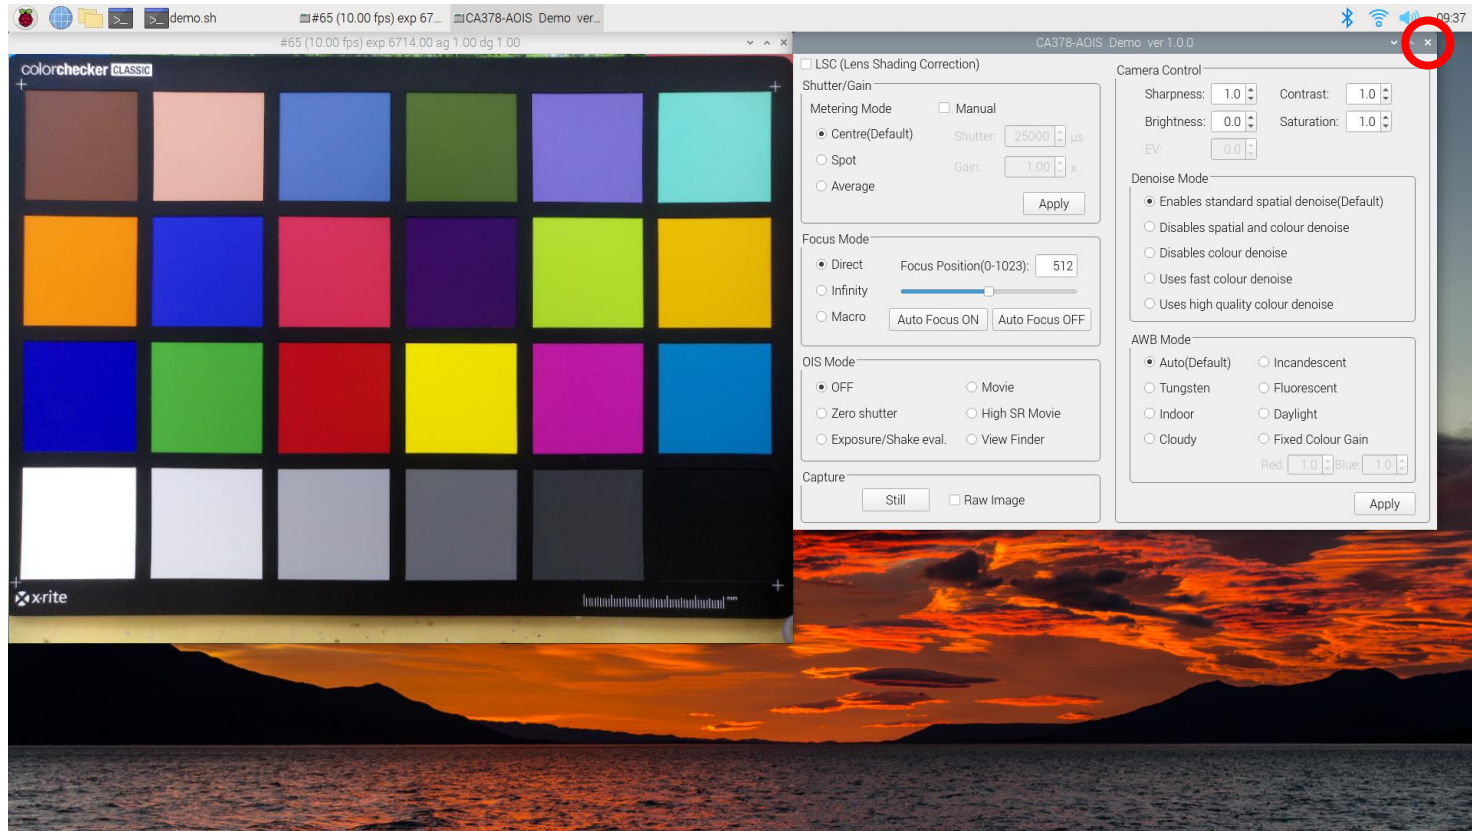 demo.sh
#65 (10.00 fps) exp 67...
CA378-AOIS Demo ver...
09:37
#65 (10.00 fps) exp 6714.00 ag 1.00 dg 1.00
colorchecker CLASSIC
x-rite
mm
CA378-AOIS Demo ver 1.0.0
LSC (Lens Shading Correction)
Shutter/Gain
Metering Mode
Manual
Centre(Default)
Shutter: 25000 µs
Spot
Gain: 1.00 x
Average
Apply
Focus Mode
Direct
Focus Position(0-1023): 512
Infinity
Macro
Auto Focus ON
Auto Focus OFF
OIS Mode
OFF
Movie
Zero shutter
High SR Movie
Exposure/Shake eval.
View Finder
Capture
Still
Raw Image
Camera Control
Sharpness: 1.0
Contrast: 1.0
Brightness: 0.0
Saturation: 1.0
EV: 0.0
Denoise Mode
Enables standard spatial denoise(Default)
Disables spatial and colour denoise
Disables colour denoise
Uses fast colour denoise
Uses high quality colour denoise
AWB Mode
Auto(Default)
Incandescent
Tungsten
Fluorescent
Indoor
Daylight
Cloudy
Fixed Colour Gain
Red: 1.0 Blue: 1.0
Apply